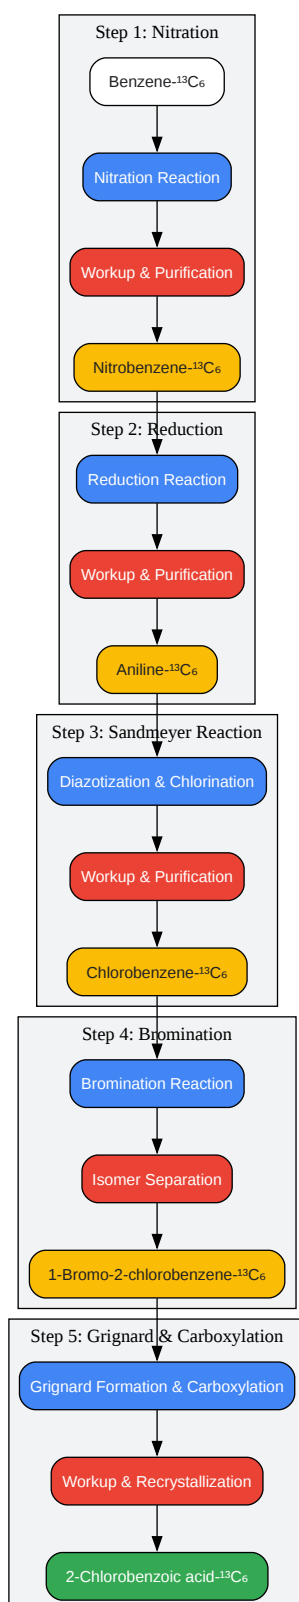 Step 1: Nitration
Benzene-¹³C₆
Nitration Reaction
Workup & Purification
Nitrobenzene-¹³C₆
Step 2: Reduction
Reduction Reaction
Workup & Purification
Aniline-¹³C₆
Step 3: Sandmeyer Reaction
Diazotization & Chlorination
Workup & Purification
Chlorobenzene-¹³C₆
Step 4: Bromination
Bromination Reaction
Isomer Separation
1-Bromo-2-chlorobenzene-¹³C₆
Step 5: Grignard & Carboxylation
Grignard Formation & Carboxylation
Workup & Recrystallization
2-Chlorobenzoic acid-¹³C₆